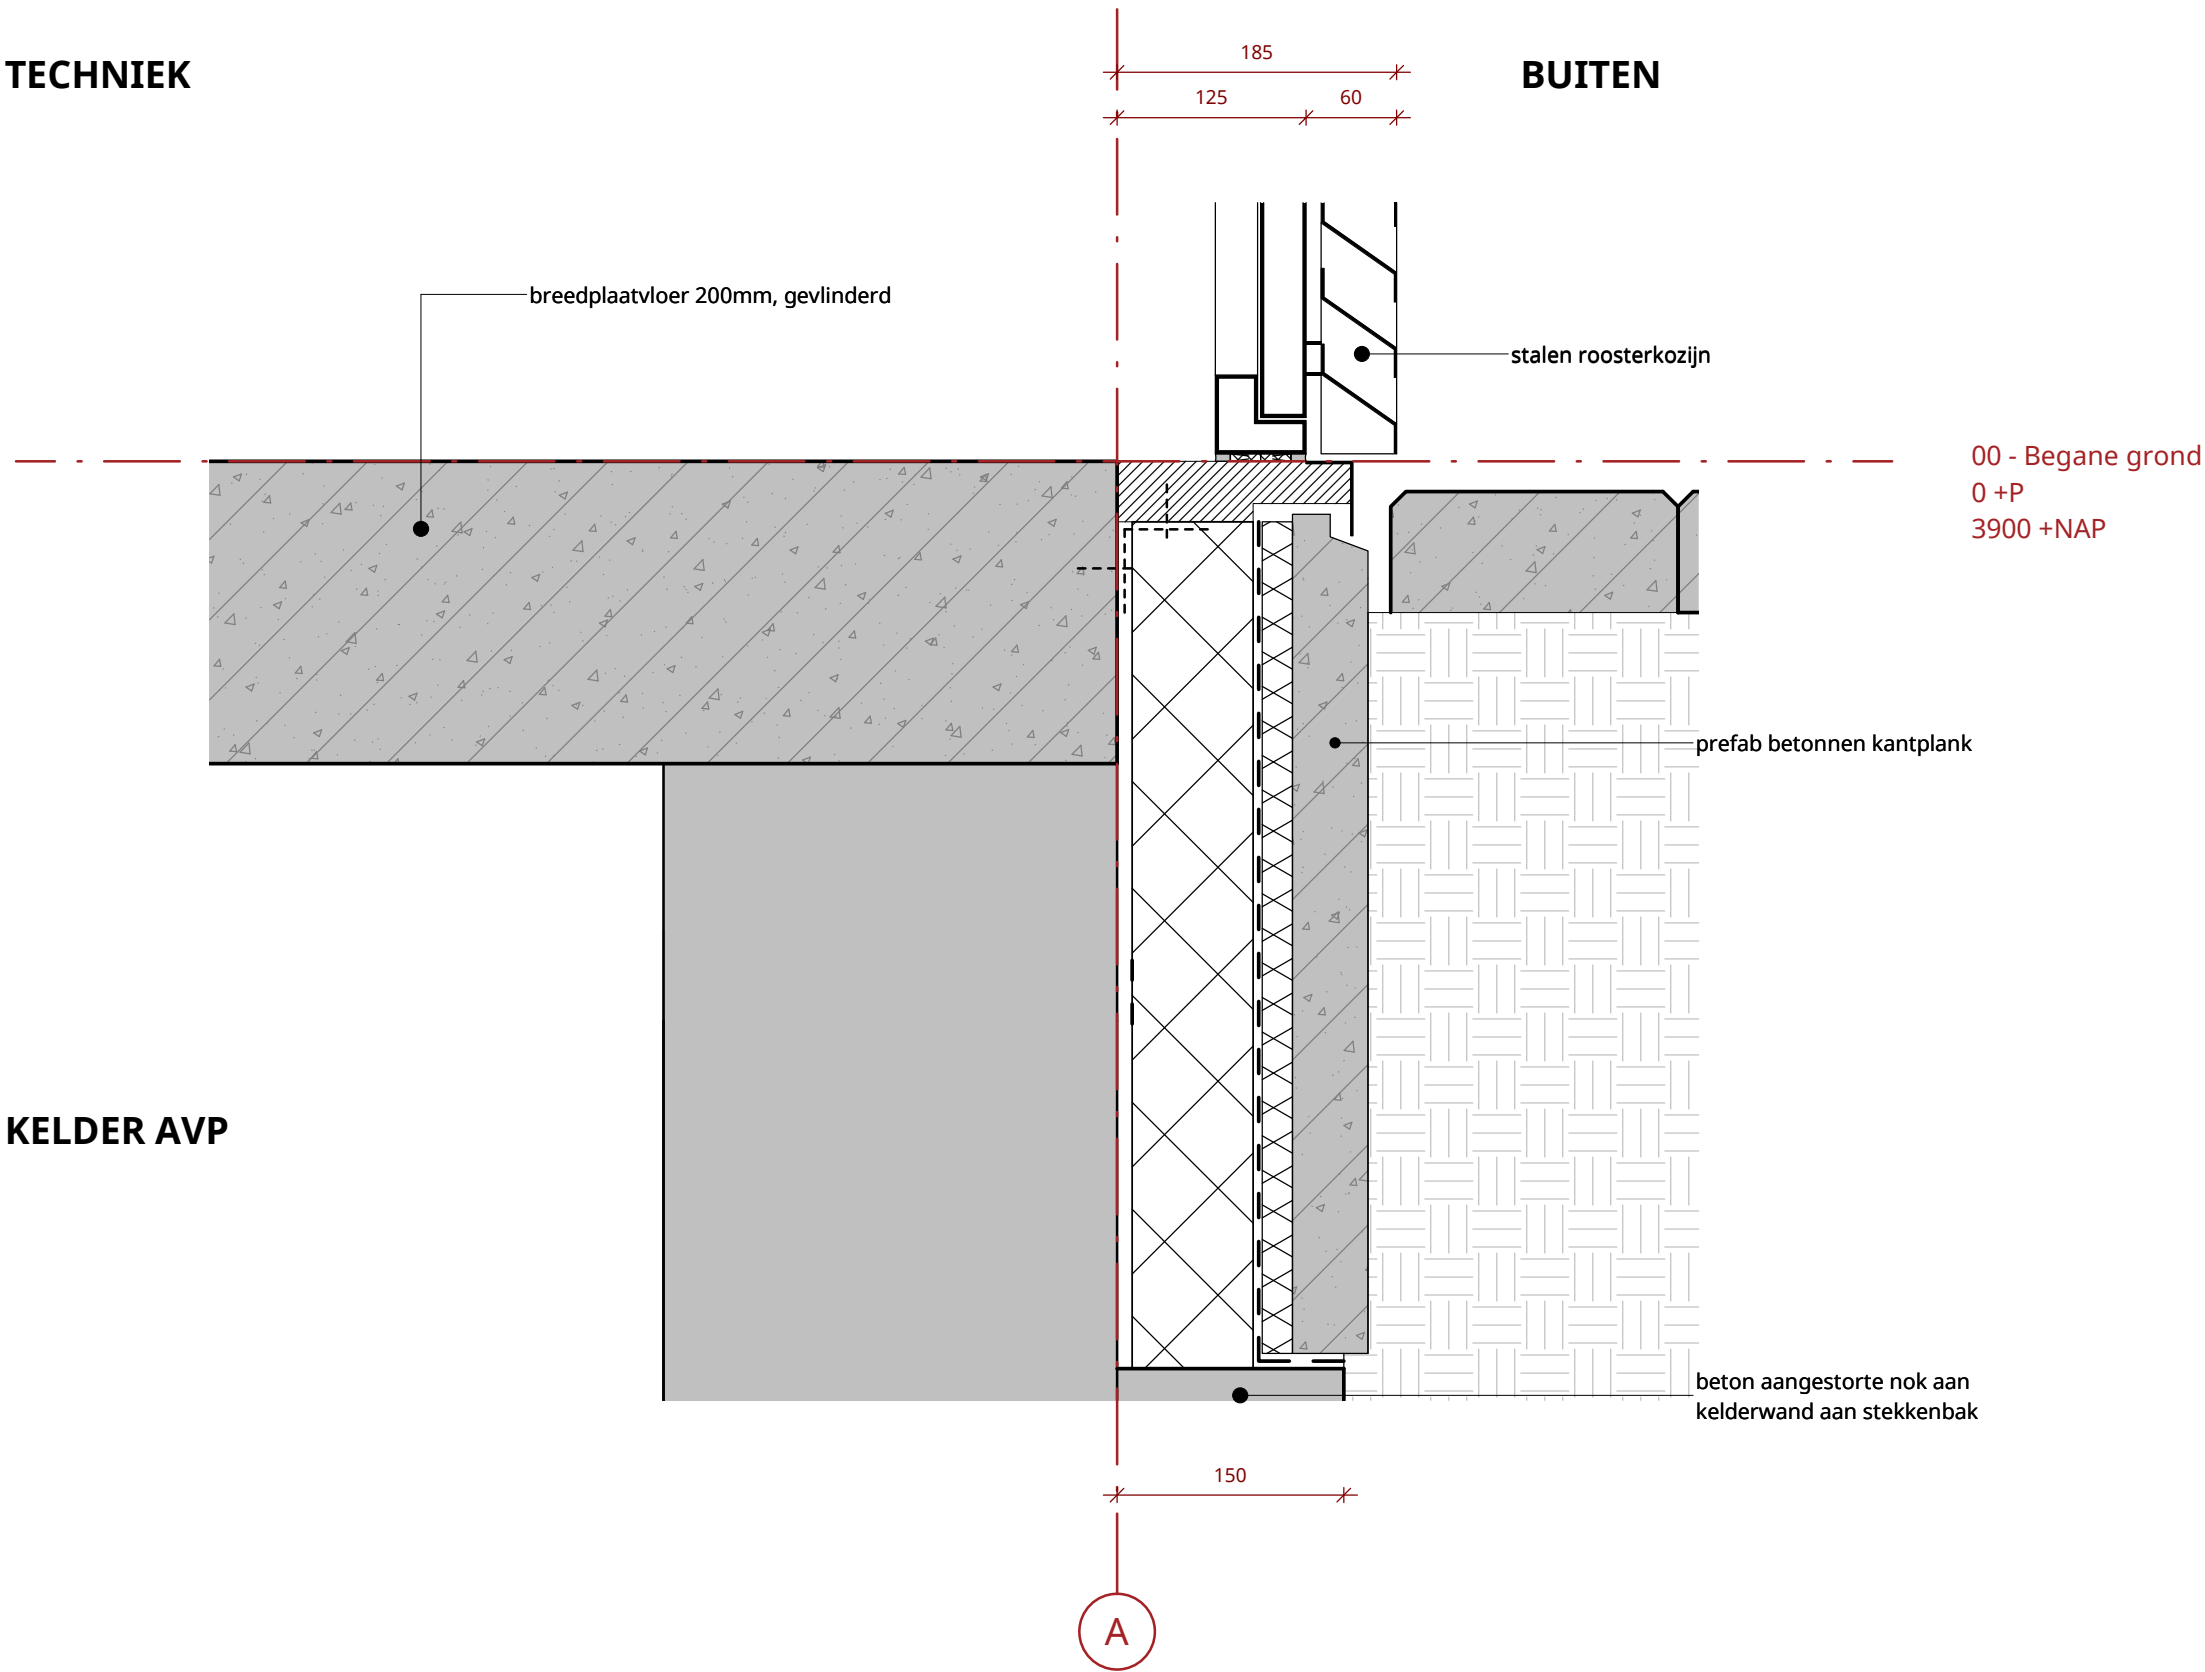 185
TECHNIEK
BUITEN
125
60
breedplaatvloer 200mm, gevlinderd
stalen roosterkozijn
00 - Begane grond
0 +P
3900 +NAP
prefab betonnen kantplank
KELDER AVP
beton aangestorte nok aan
kelderwand aan stekkenbak
150
A